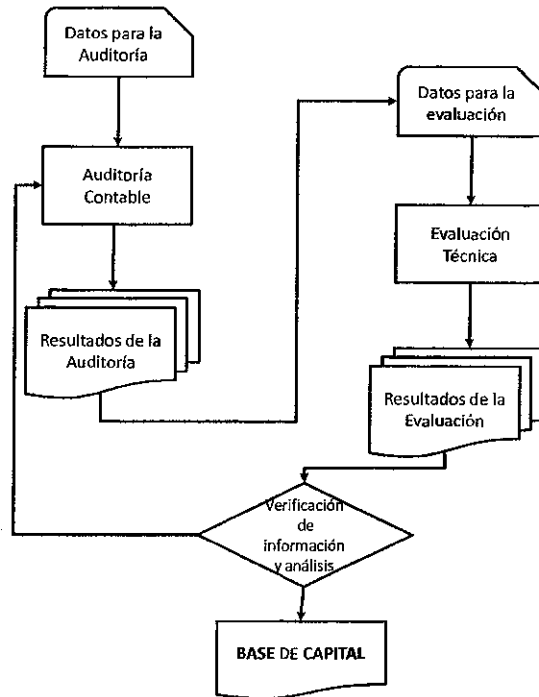 Datos para la
Auditoría
Auditoría
Contable
Resultados de la
Auditoría
Datos para la
evaluación
Evaluación
Técnica
Resultados de la
Evaluación
Verificación
de
información
y análisis
BASE DE CAPITAL